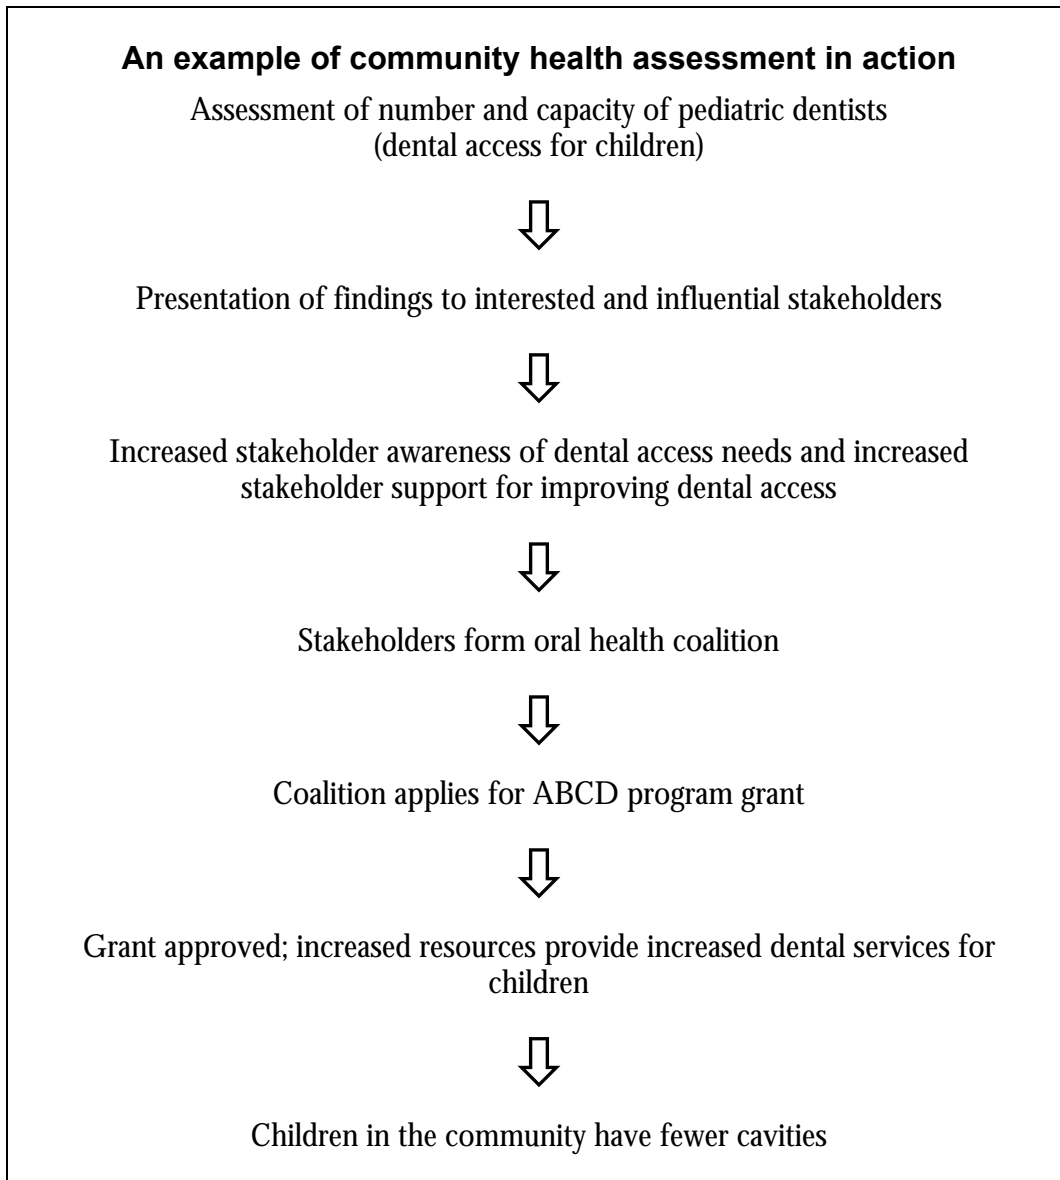 An example of community health assessment in action
Assessment of number and capacity of pediatric dentists
(dental access for children)
Presentation of findings to interested and influential stakeholders
Increased stakeholder awareness of dental access needs and increased
stakeholder support for improving dental access
Stakeholders form oral health coalition
Coalition applies for ABCD program grant
Grant approved; increased resources provide increased dental services for
children
Children in the community have fewer cavities